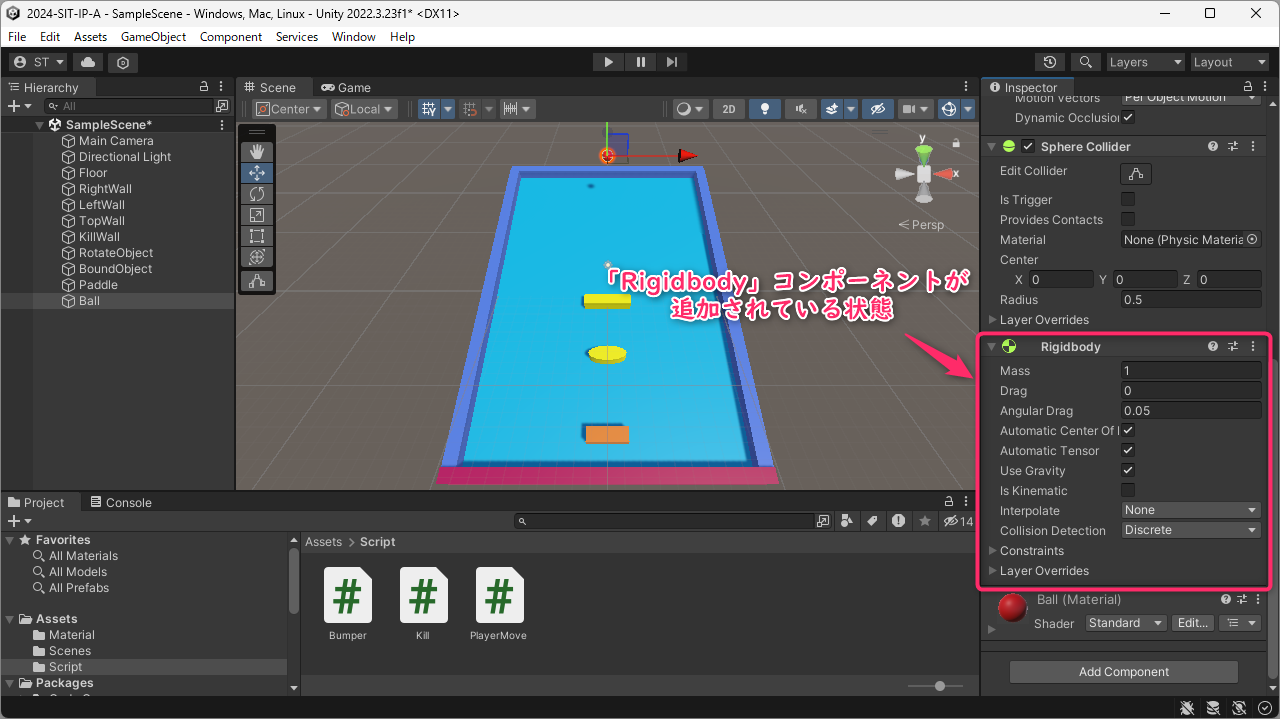 2024-SIT-IP-A - SampleScene - Windows, Mac, Linux - Unity 2022.3.23f1* <DX11>
File Edit Assets GameObject Component Services Window Help
ST
Layers
Layout
Hierarchy
All
SampleScene*
Main Camera
Directional Light
Floor
RightWall
LeftWall
TopWall
KillWall
RotateObject
BoundObject
Paddle
Ball
Scene
Game
Center
Local
2D
y
x
Persp
「Rigidbody」コンポーネントが
追加されている状態
Inspector
Motion Vectors Per Object Motion
Dynamic Occlusion
Sphere Collider
Edit Collider
Is Trigger
Provides Contacts
Material None (Physic Materia
Center
X 0 Y 0 Z 0
Radius 0.5
Layer Overrides
Rigidbody
Mass 1
Drag 0
Angular Drag 0.05
Automatic Center Of
Automatic Tensor
Use Gravity
Is Kinematic
Interpolate None
Collision Detection Discrete
Constraints
Layer Overrides
Ball (Material)
Shader Standard Edit...
Add Component
Project
Console
14
Favorites
All Materials
All Models
All Prefabs
Assets
Material
Scenes
Script
Packages
Assets > Script
#
#
#
Bumper
Kill
PlayerMove